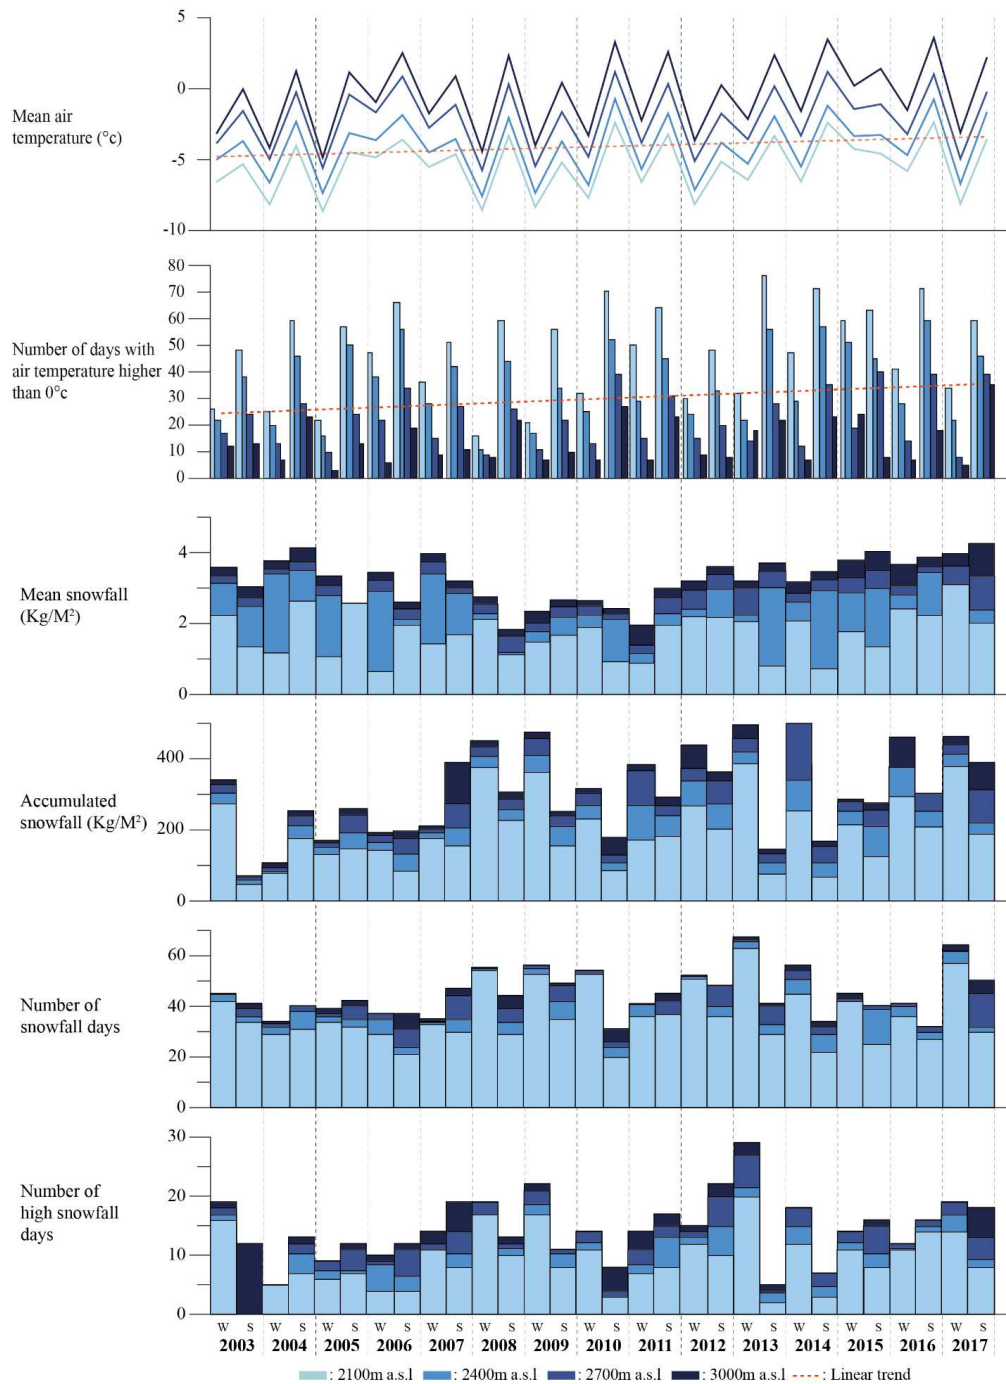 5
0
-5
-10
Mean air
temperature (°c)
80
70
60
50
40
30
20
10
0
Number of days with
air temperature higher
than 0°c
4
2
0
Mean snowfall
(Kg/M²)
400
200
0
Accumulated
snowfall (Kg/M²)
60
40
20
0
Number of
snowfall days
30
20
10
0
Number of
high snowfall
days
W S W S W S W S W S W S W S W S W S W S W S W S W S W S W S
2003 2004 2005 2006 2007 2008 2009 2010 2011 2012 2013 2014 2015 2016 2017
: 2100m a.s.l : 2400m a.s.l : 2700m a.s.l : 3000m a.s.l : Linear trend